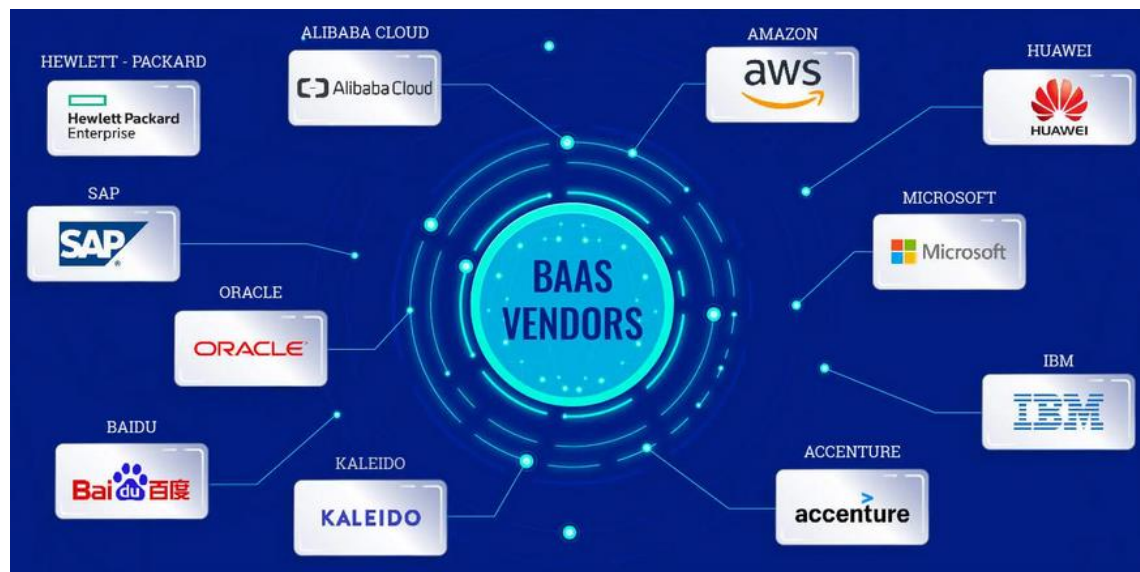 ALIBABA CLOUD
Alibaba Cloud
AMAZON
aws
HUAWEI
HUAWEI
HEWLETT - PACKARD
Hewlett Packard
Enterprise
SAP
SAP
®
MICROSOFT
Microsoft
BAAS
VENDORS
ORACLE
ORACLE
IBM
IBM
BAIDU
Bai du 百度
KALEIDO
KALEIDO
ACCENTURE
accenture